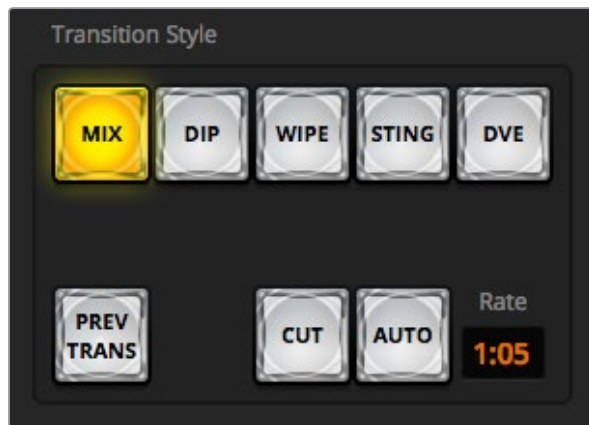 Transition Style
MIX
DIP
WIPE
STING
DVE
PREV
TRANS
CUT
AUTO
Rate
1:05